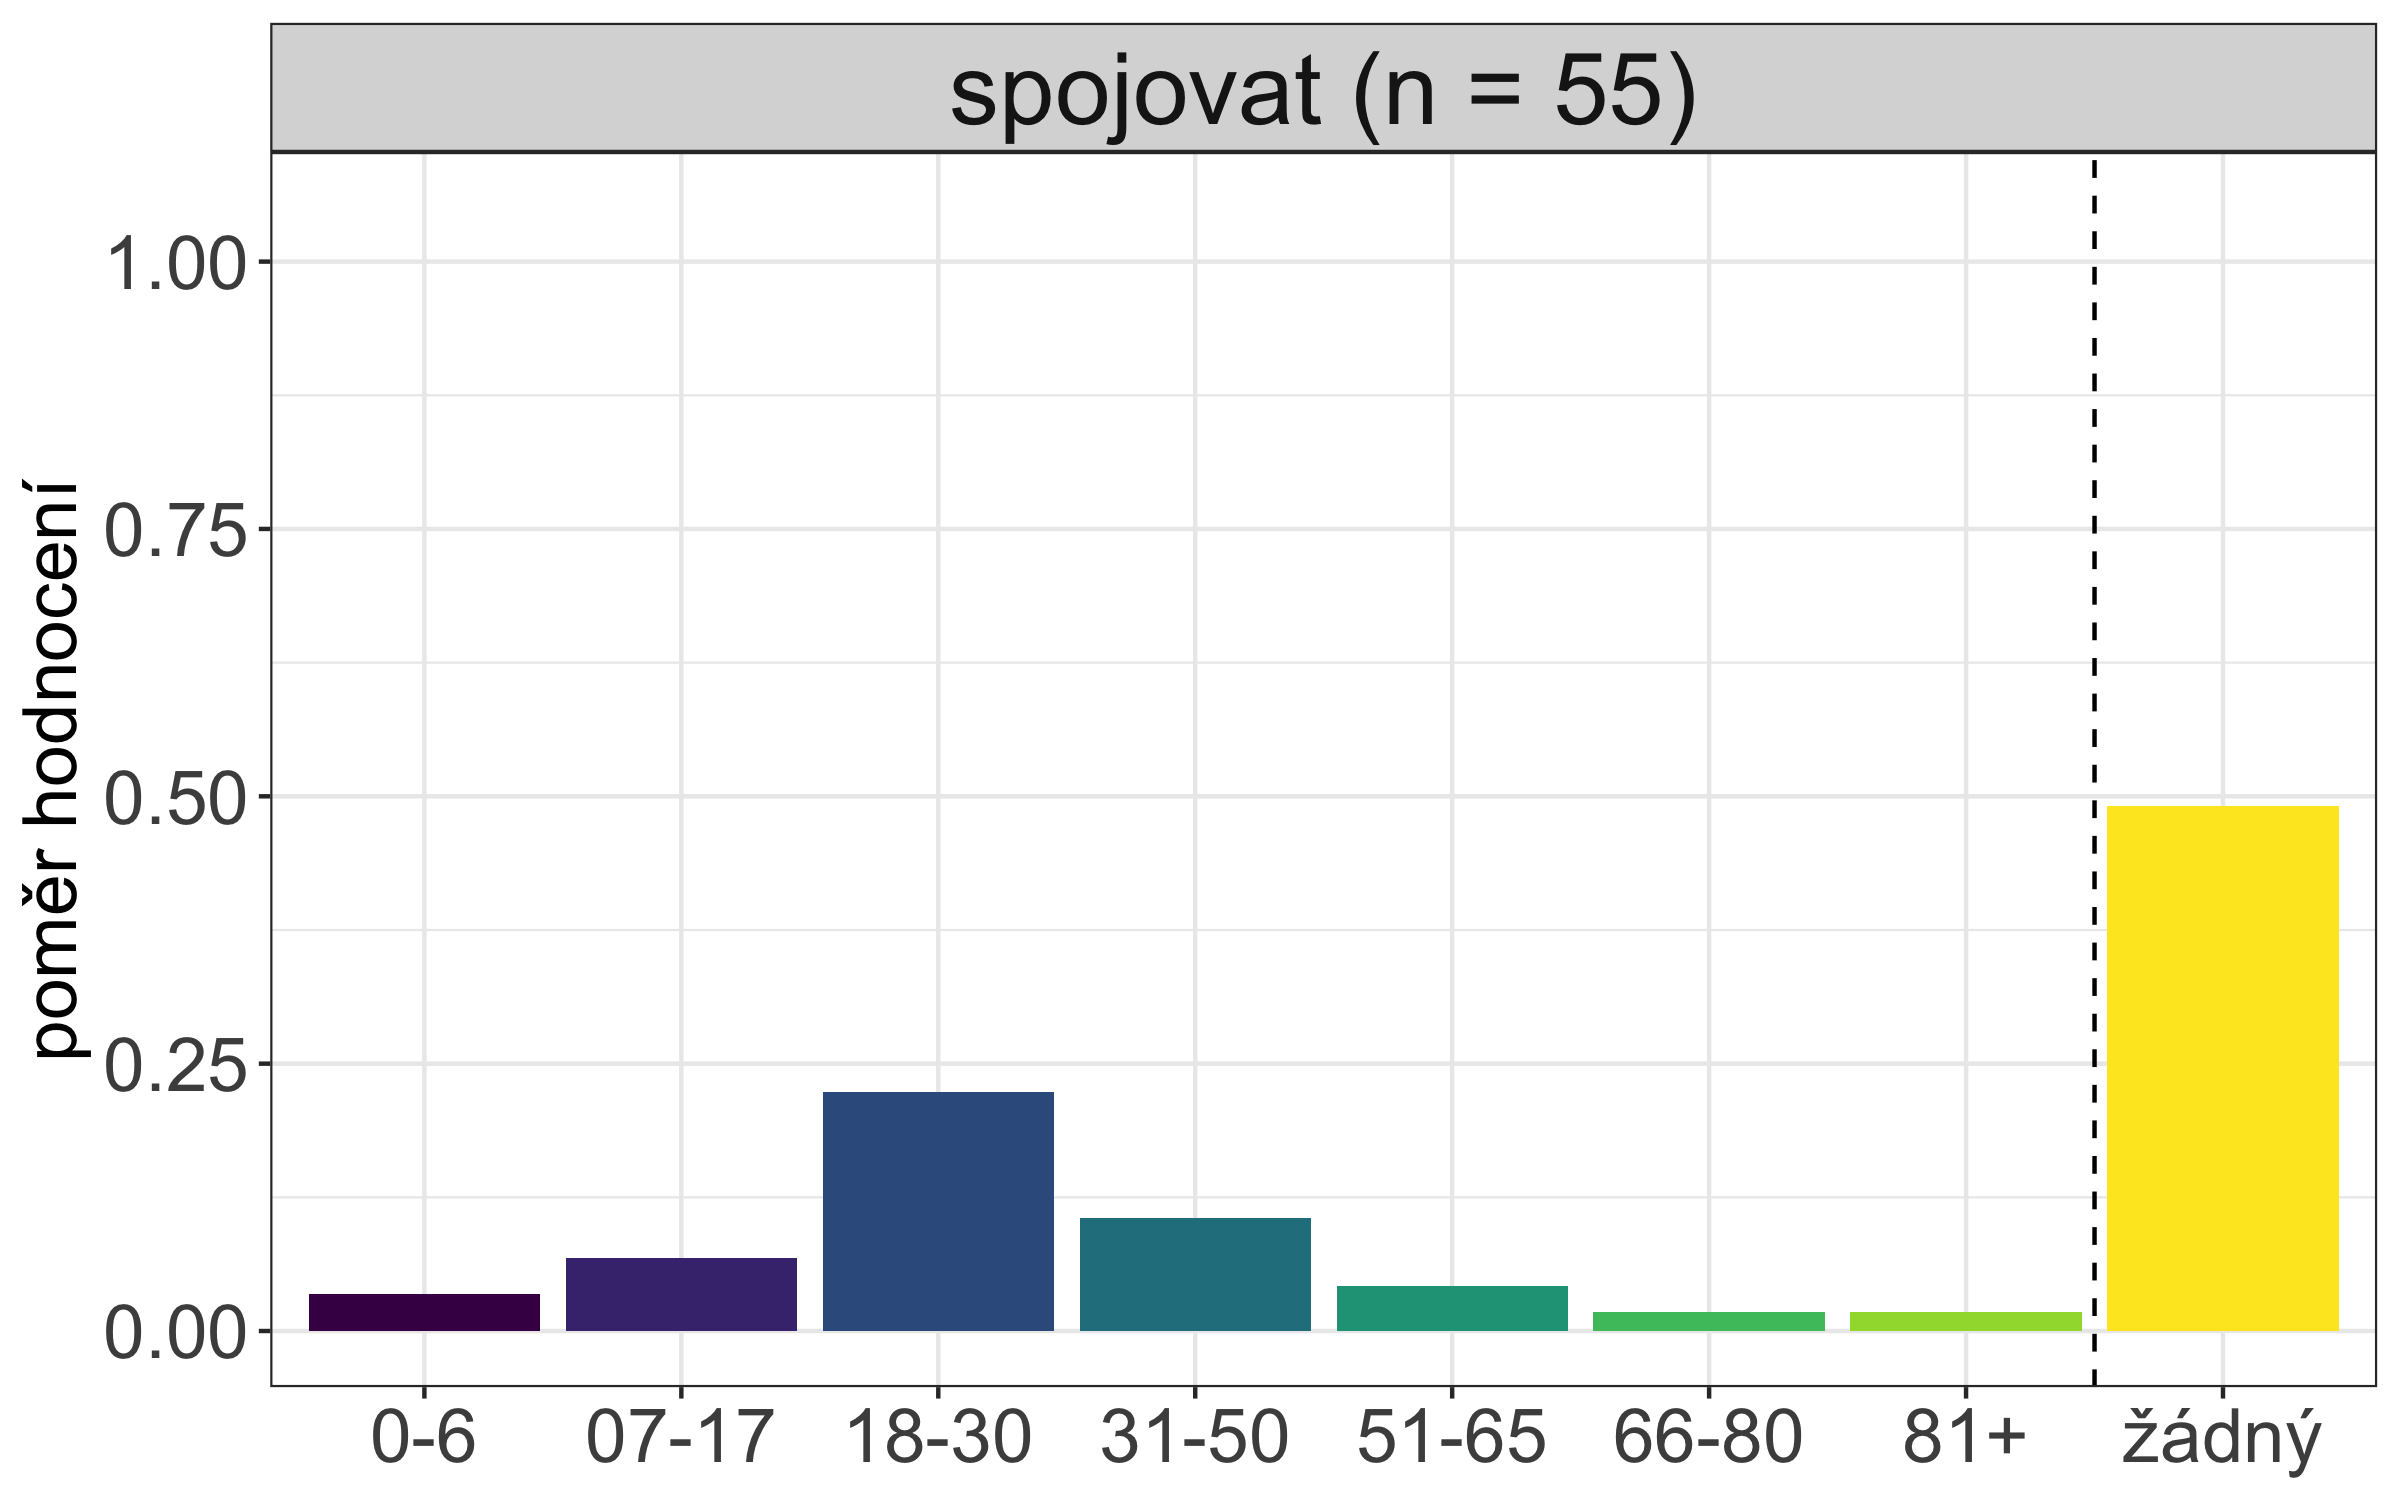 spojovat (n = 55)
poměr hodnocení
1.00
0.75
0.50
0.25
0.00
0-6 07-17 18-30 31-50 51-65 66-80 81+ žádný